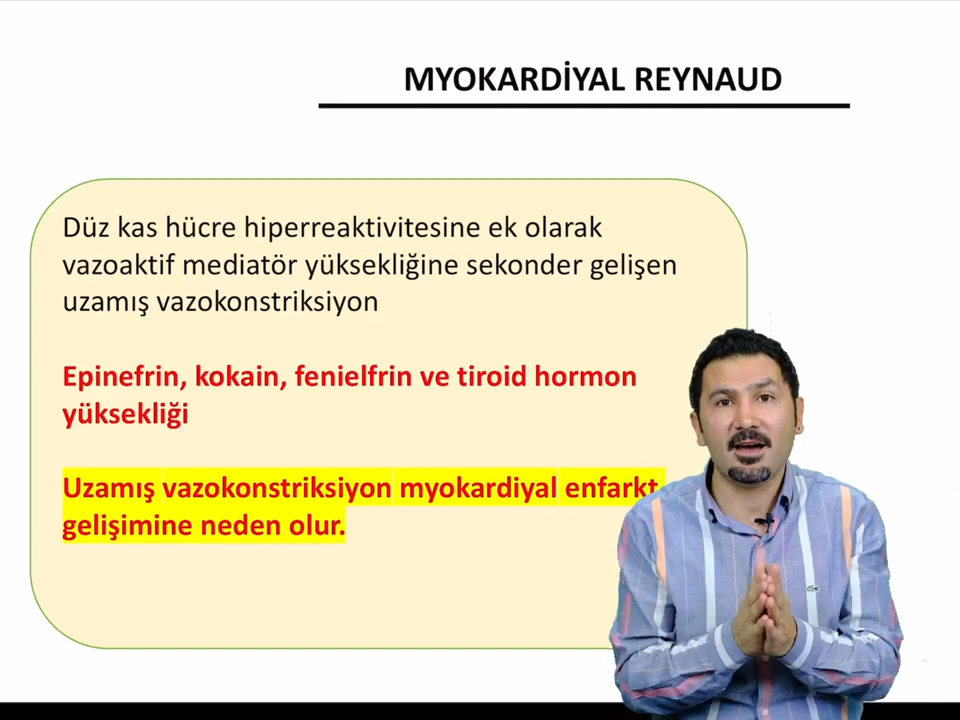 MYOKARDİYAL REYNAUD
Düz kas hücre hiperreaktivitesine ek olarak
vazoaktif mediatör yüksekliğine sekonder gelişen
uzamış vazokonstriksiyon
Epinefrin, kokain, fenielfrin ve tiroid hormon
yüksekliği
Uzamış vazokonstriksiyon myokardiyal enfarkt
gelişimine neden olur.